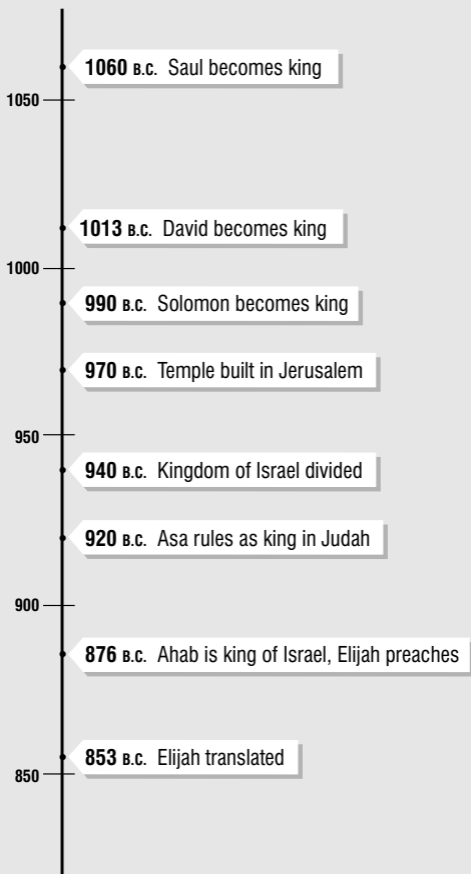 1060 B.C. Saul becomes king
1050
1013 B.C. David becomes king
1000
990 B.C. Solomon becomes king
970 B.C. Temple built in Jerusalem
950
940 B.C. Kingdom of Israel divided
920 B.C. Asa rules as king in Judah
900
876 B.C. Ahab is king of Israel, Elijah preaches
853 B.C. Elijah translated
850